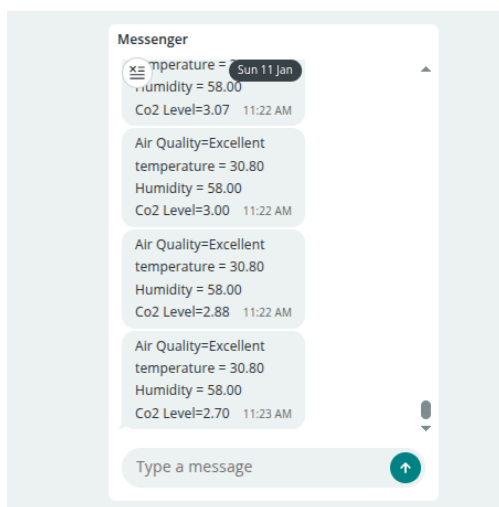 Messenger
temperature =
Sun 11 Jan
Humidity = 58.00
Co2 Level=3.07 11:22 AM
Air Quality=Excellent
temperature = 30.80
Humidity = 58.00
Co2 Level=3.00 11:22 AM
Air Quality=Excellent
temperature = 30.80
Humidity = 58.00
Co2 Level=2.88 11:22 AM
Air Quality=Excellent
temperature = 30.80
Humidity = 58.00
Co2 Level=2.70 11:23 AM
Type a message